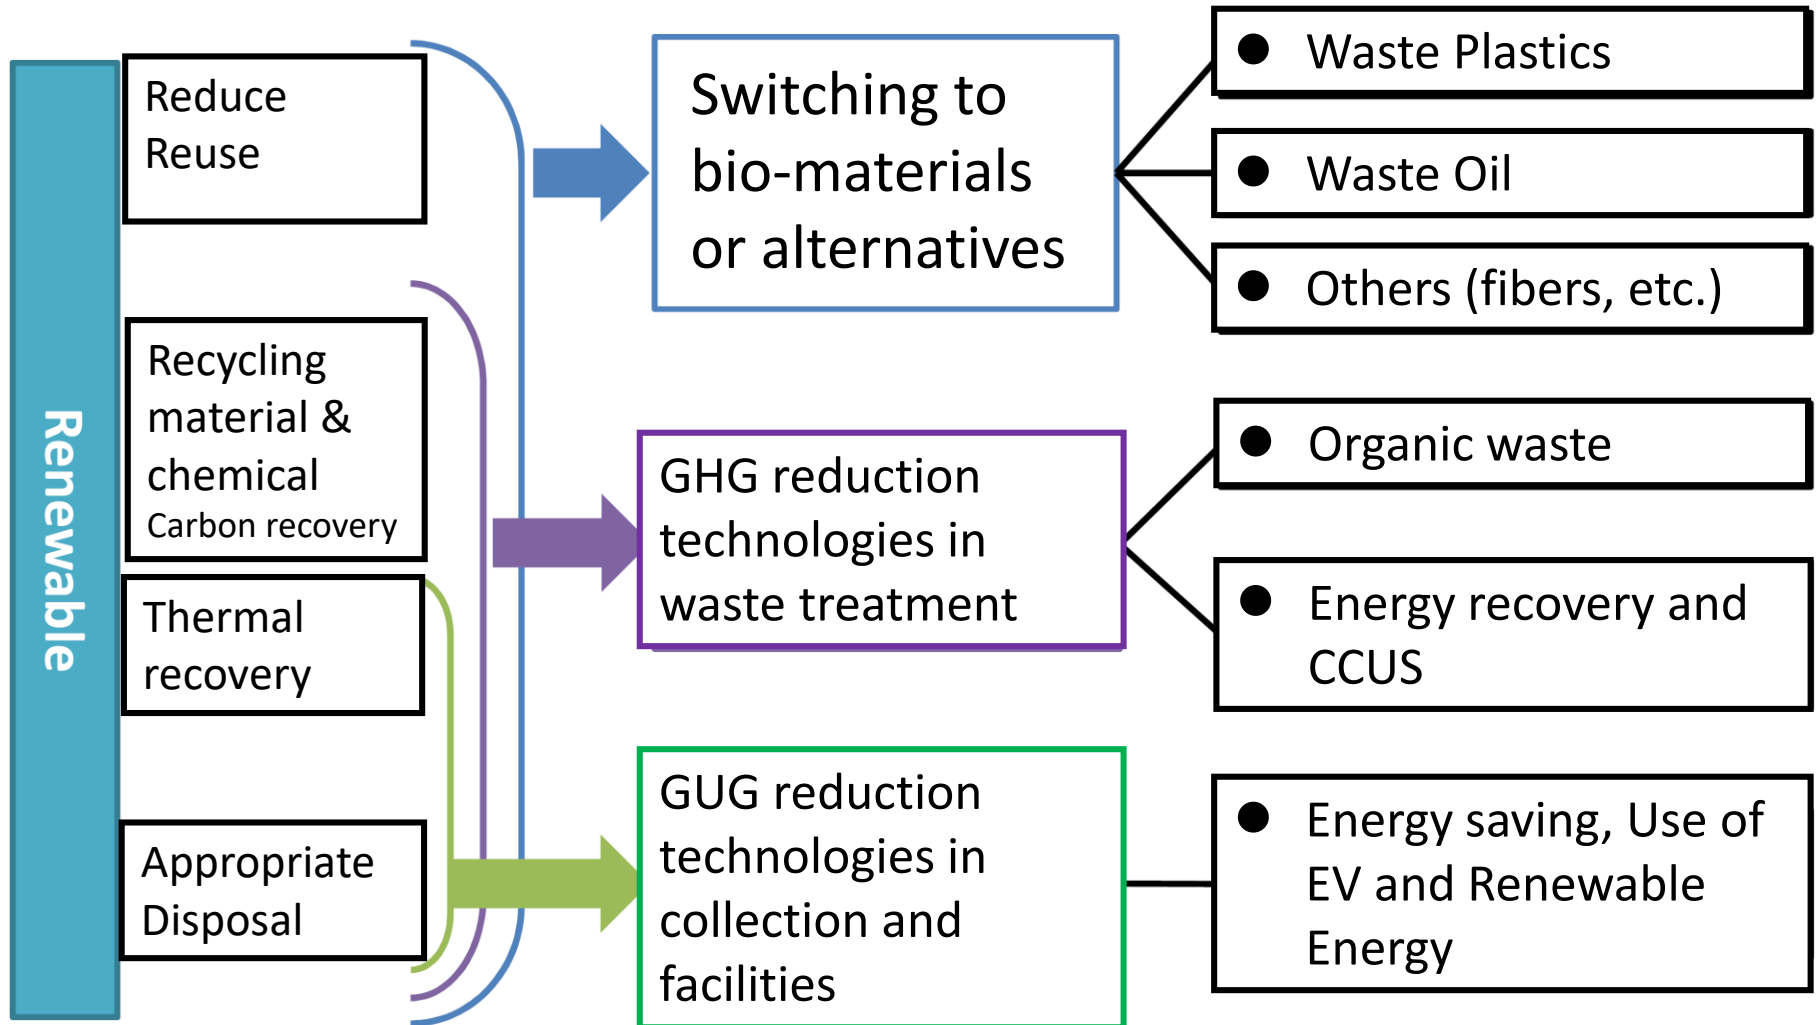 Renewable
Reduce
Reuse
Recycling
material &
chemical
Carbon recovery
Thermal
recovery
Appropriate
Disposal
Switching to
bio-materials
or alternatives
● Waste Plastics
● Waste Oil
● Others (fibers, etc.)
GHG reduction
technologies in
waste treatment
● Organic waste
● Energy recovery and
CCUS
GUG reduction
technologies in
collection and
facilities
● Energy saving, Use of
EV and Renewable
Energy